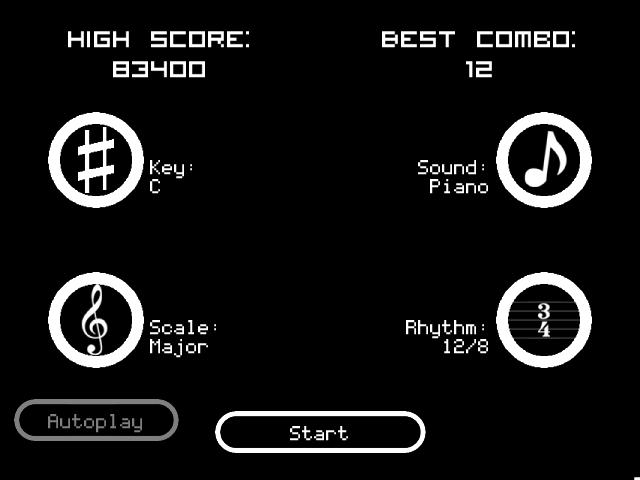 HIGH SCORE:
83400
BEST COMBO:
12
Key:
C
Sound:
Piano
Scale:
Major
Rhythm:
12/8
3
4
Autoplay
Start